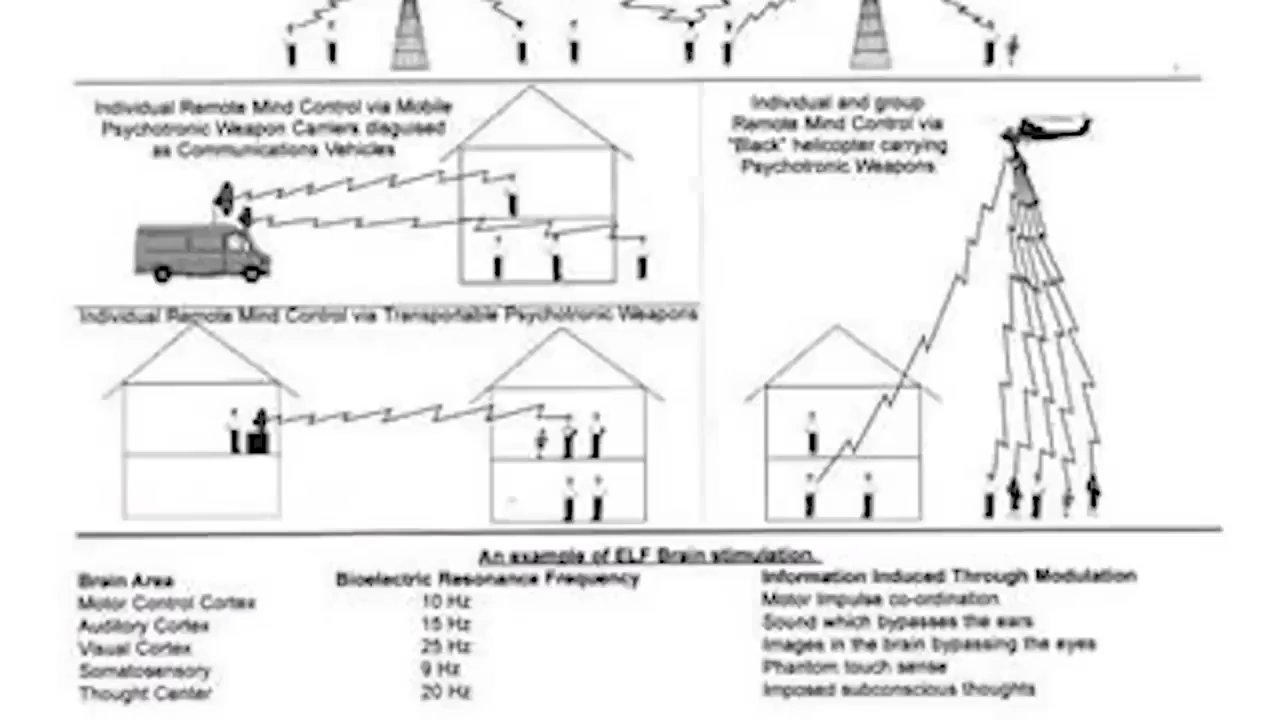 Individual Remote Mind Control via Mobile
Psychotronic Weapon Carriers disguised
as Communications Vehicles
Individual and group
Remote Mind Control via
"Black" helicopter carrying
Psychotronic Weapons
Individual Remote Mind Control via Transportable Psychotronic Weapons
An example of ELF Brain stimulation.
Brain Area Bioelectric Resonance Frequency Information Induced Through Modulation
Motor Control Cortex 10 Hz Motor Impulse co-ordination
Auditory Cortex 15 Hz Sound which bypasses the ears
Visual Cortex 25 Hz Images in the brain bypassing the eyes
Somatosensory 9 Hz Phantom touch sense
Thought Center 20 Hz Imposed subconscious thoughts